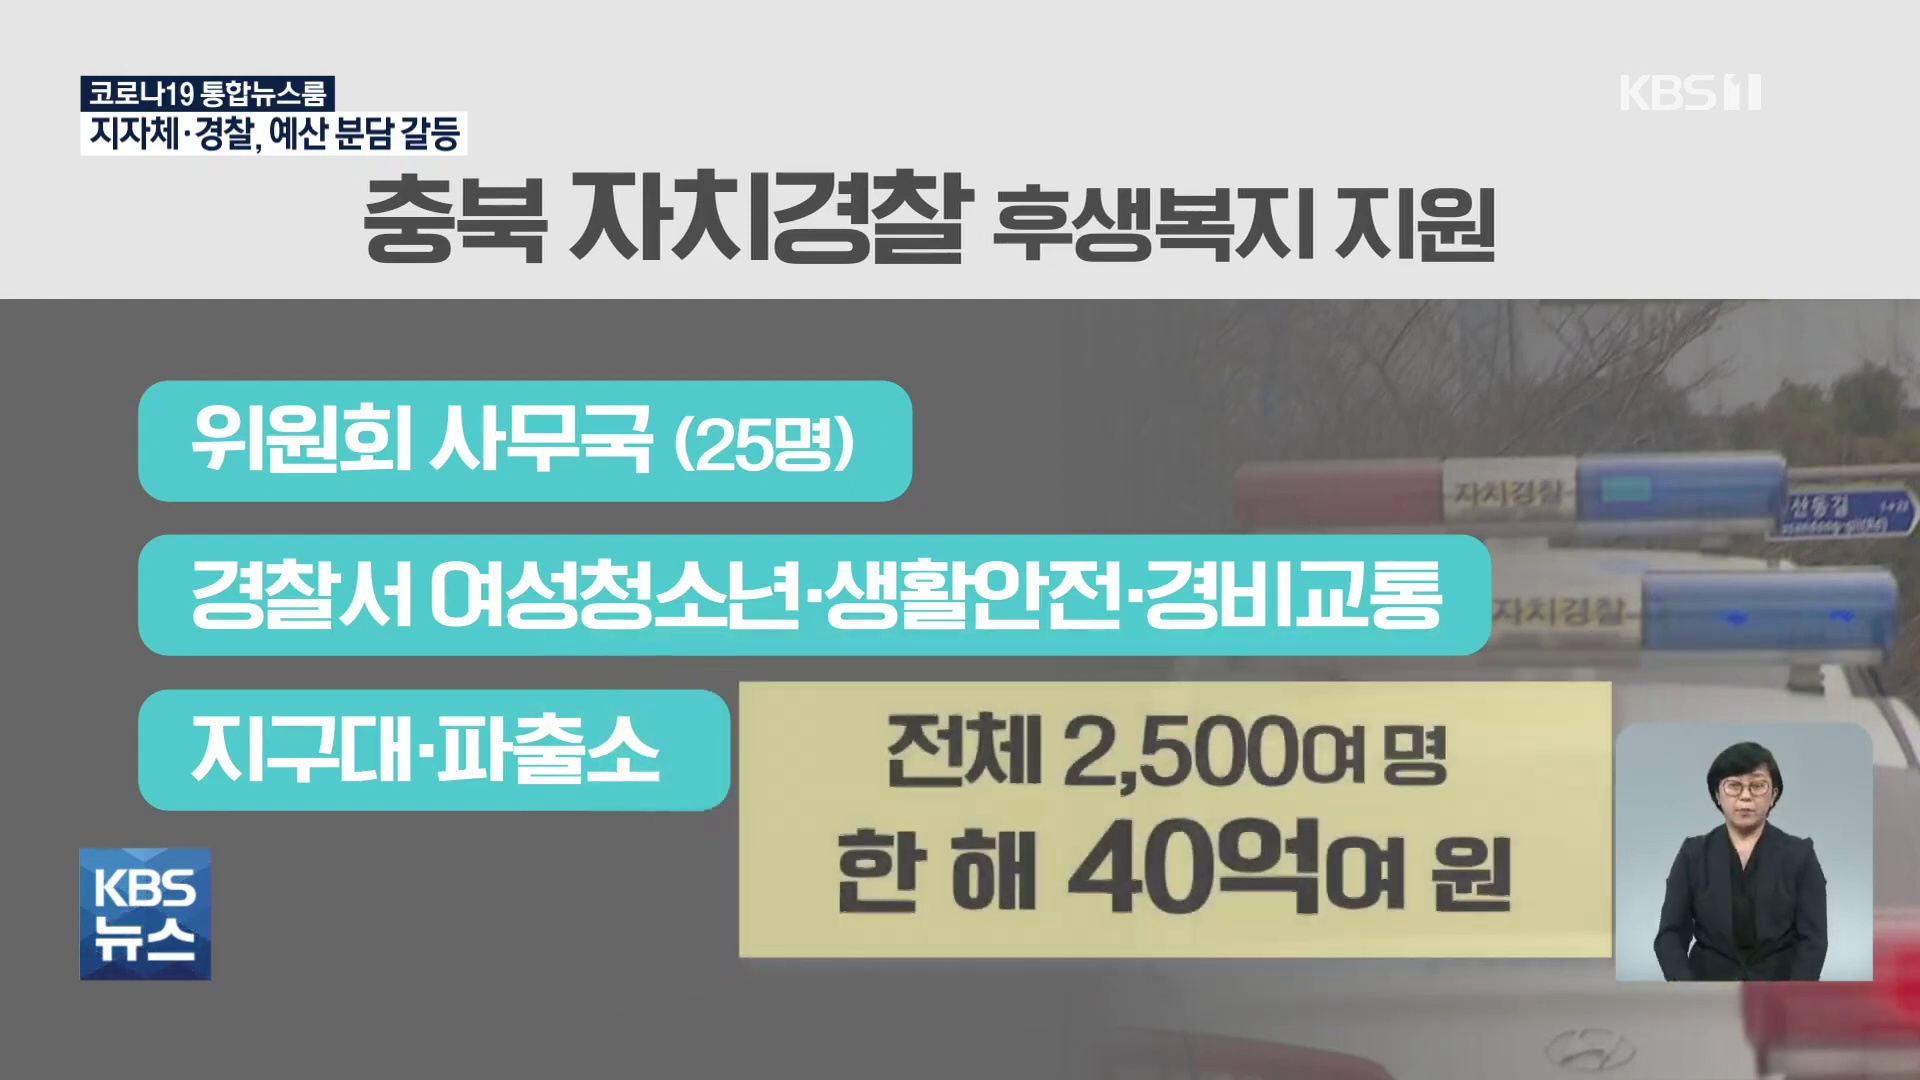 코로나19 통합뉴스룸
KBS 1
지자체·경찰, 예산 분담 갈등
충북 자치경찰 후생복지 지원
위원회 사무국 (25명)
자치경찰
산동길
경찰서 여성청소년·생활안전·경비교통
자치경찰
지구대·파출소
전체 2,500여 명
한 해 40억여 원
KBS
뉴스